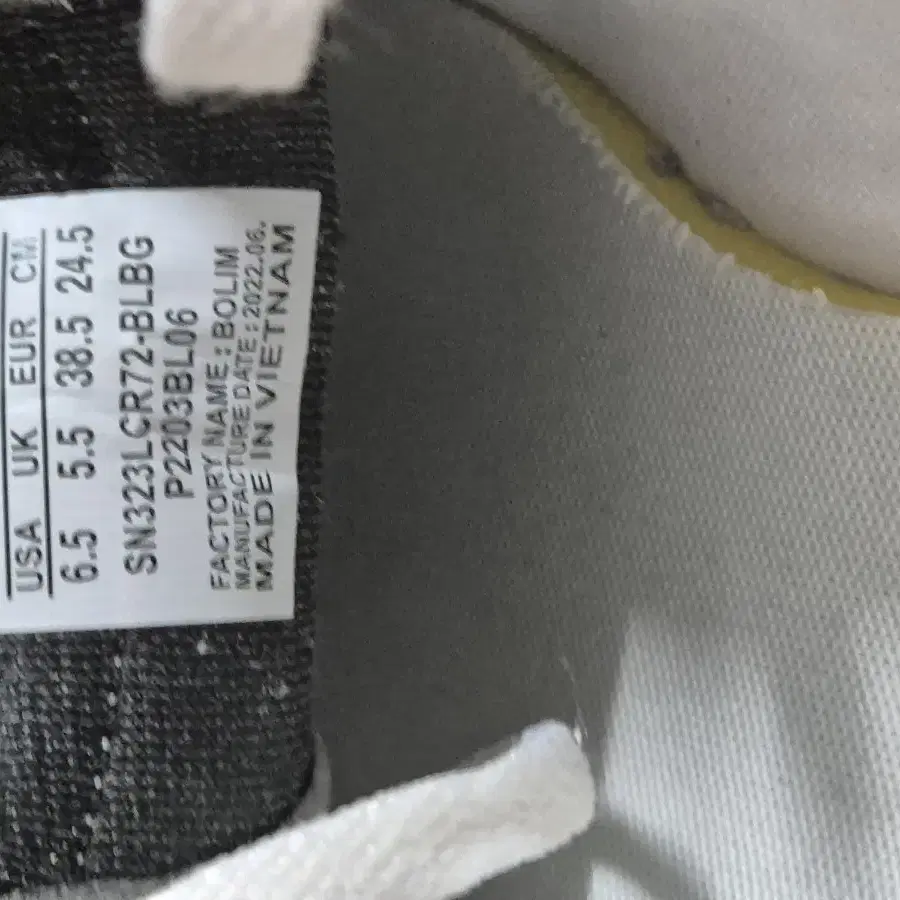 USA UK EUR CM
6.5 5.5 38.5 24.5
SN323LCR72-BLBG
P2203BL06
FACTORY NAME : BOLIM
MANUFACTURE DATE : 2022.06.
MADE IN VIETNAM